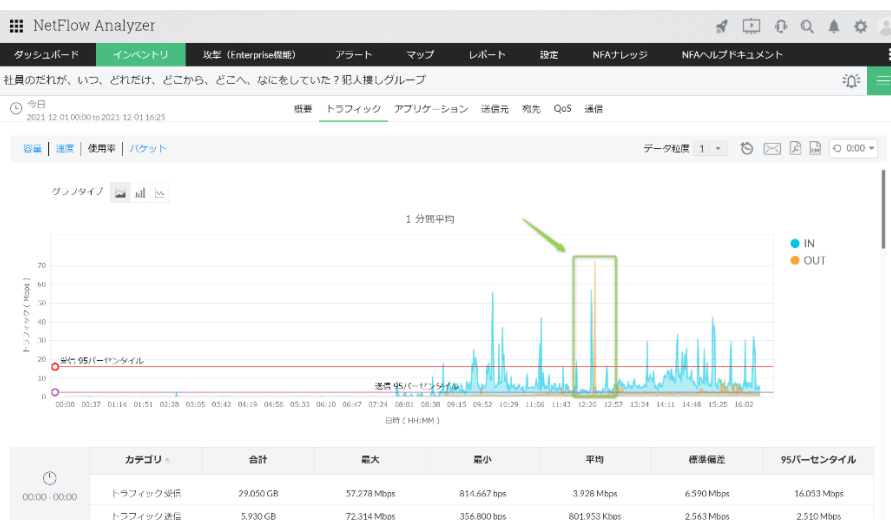 NetFlow Analyzer
ダッシュボード インベントリ 攻撃 (Enterprise機能) アラート マップ レポート 設定 NFAナレッジ NFAヘルプドキュメント
社員のだれが、いつ、どれだけ、どこから、どこへ、なにをしていた？犯人捜しグループ
今日
2021-12-01 00:00 to 2021-12-01 16:25
概要 トラフィック アプリケーション 送信元 宛先 QoS 通信
容量 | 速度 | 使用率 | パケット データ粒度 1 0:00
グラフタイプ
1 分間平均
IN
OUT
トラフィック ( Mbps )
70
60
50
40
30
20
10
0
受信 95パーセンタイル
送信 95パーセンタイル
00:00 00:37 01:14 01:51 02:28 03:05 03:42 04:19 04:56 05:33 06:10 06:47 07:24 08:01 08:38 09:15 09:52 10:29 11:06 11:43 12:20 12:57 13:34 14:11 14:48 15:25 16:02
日時 ( HH:MM )
カテゴリ 合計 最大 最小 平均 標準偏差 95パーセンタイル
00:00 - 00:00
トラフィック受信 29.050 GB 57.278 Mbps 814.667 bps 3.928 Mbps 6.590 Mbps 16.053 Mbps
トラフィック送信 5.930 GB 72.314 Mbps 356.800 bps 801.953 Kbps 2.563 Mbps 2.510 Mbps